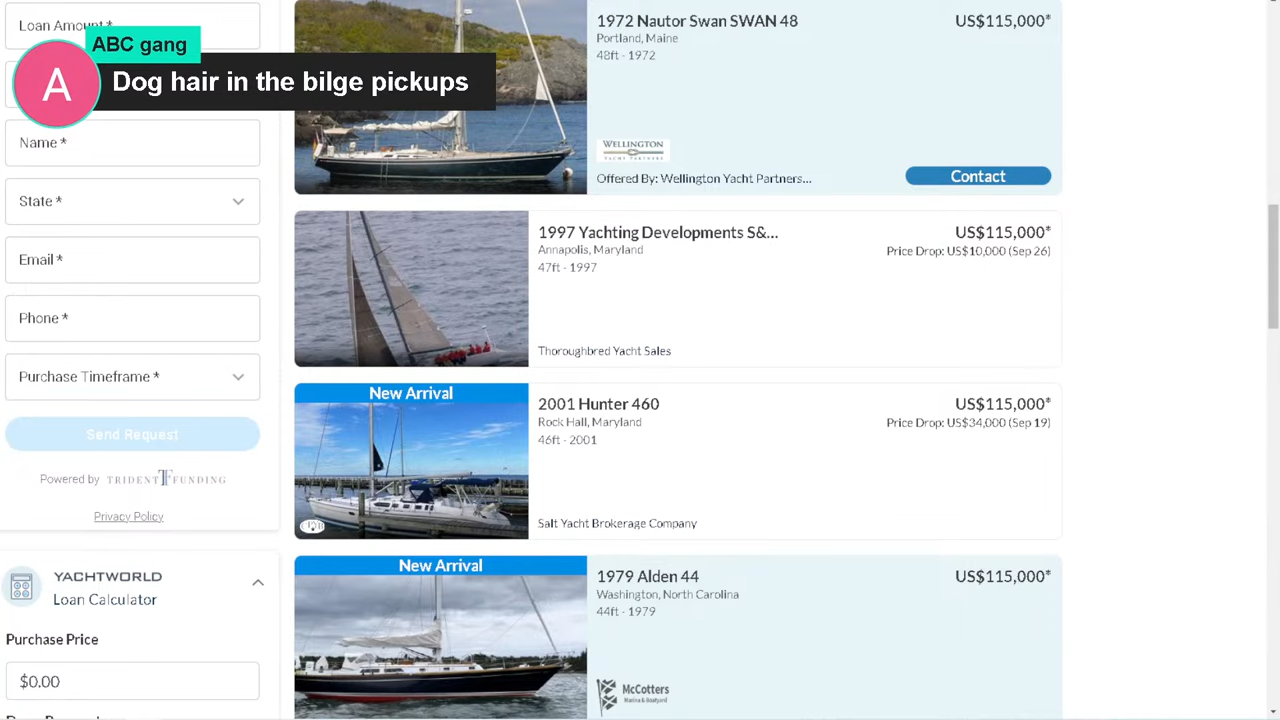 Loan Amount *
ABC gang
A
Dog hair in the bilge pickups
Name *
State *
Email *
Phone *
Purchase Timeframe *
Send Request
Powered by TRIDENT FUNDING
Privacy Policy
YACHTWORLD
Loan Calculator
Purchase Price
$0.00
1972 Nautor Swan SWAN 48
US$115,000*
Portland, Maine
48ft - 1972
WELLINGTON
YACHT PARTNERS
Offered By: Wellington Yacht Partners...
Contact
1997 Yachting Developments S&...
US$115,000*
Annapolis, Maryland
Price Drop: US$10,000 (Sep 26)
47ft - 1997
Thoroughbred Yacht Sales
New Arrival
2001 Hunter 460
US$115,000*
Rock Hall, Maryland
Price Drop: US$34,000 (Sep 19)
46ft - 2001
Salt Yacht Brokerage Company
New Arrival
1979 Alden 44
US$115,000*
Washington, North Carolina
44ft - 1979
McCotters
Marina & Boatyard